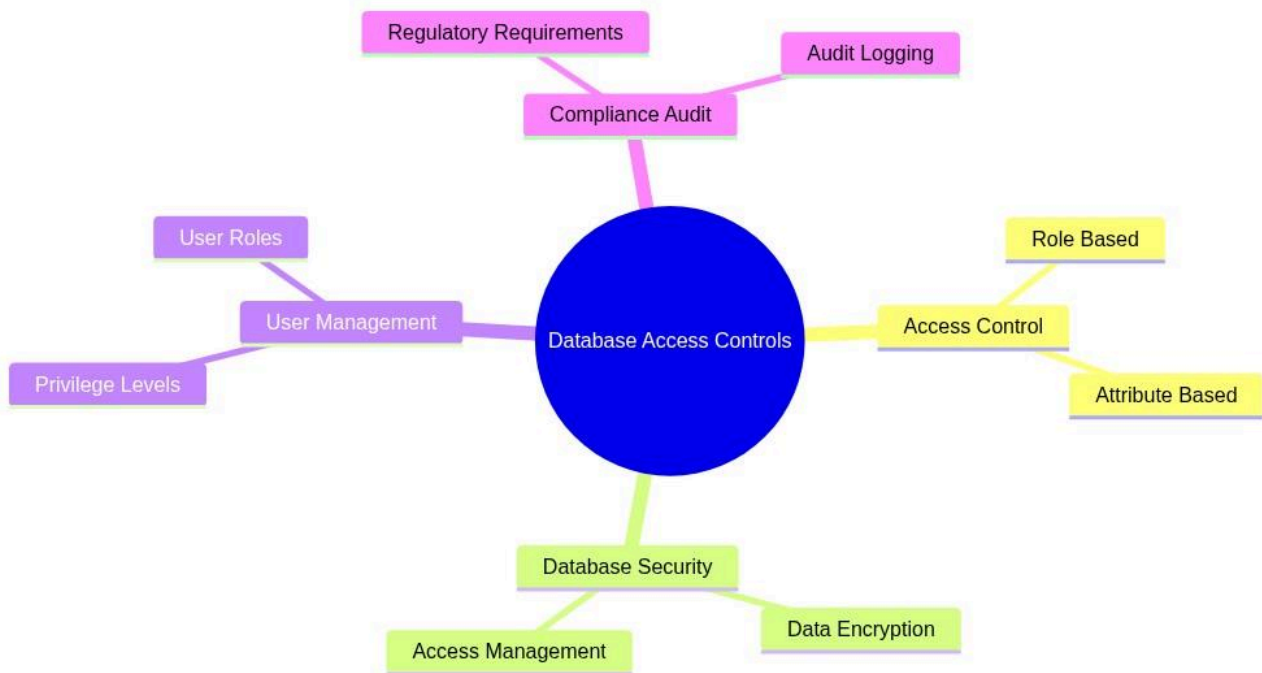 Regulatory Requirements
Audit Logging
Compliance Audit
User Roles
Role Based
User Management
Database Access Controls
Access Control
Privilege Levels
Attribute Based
Database Security
Data Encryption
Access Management